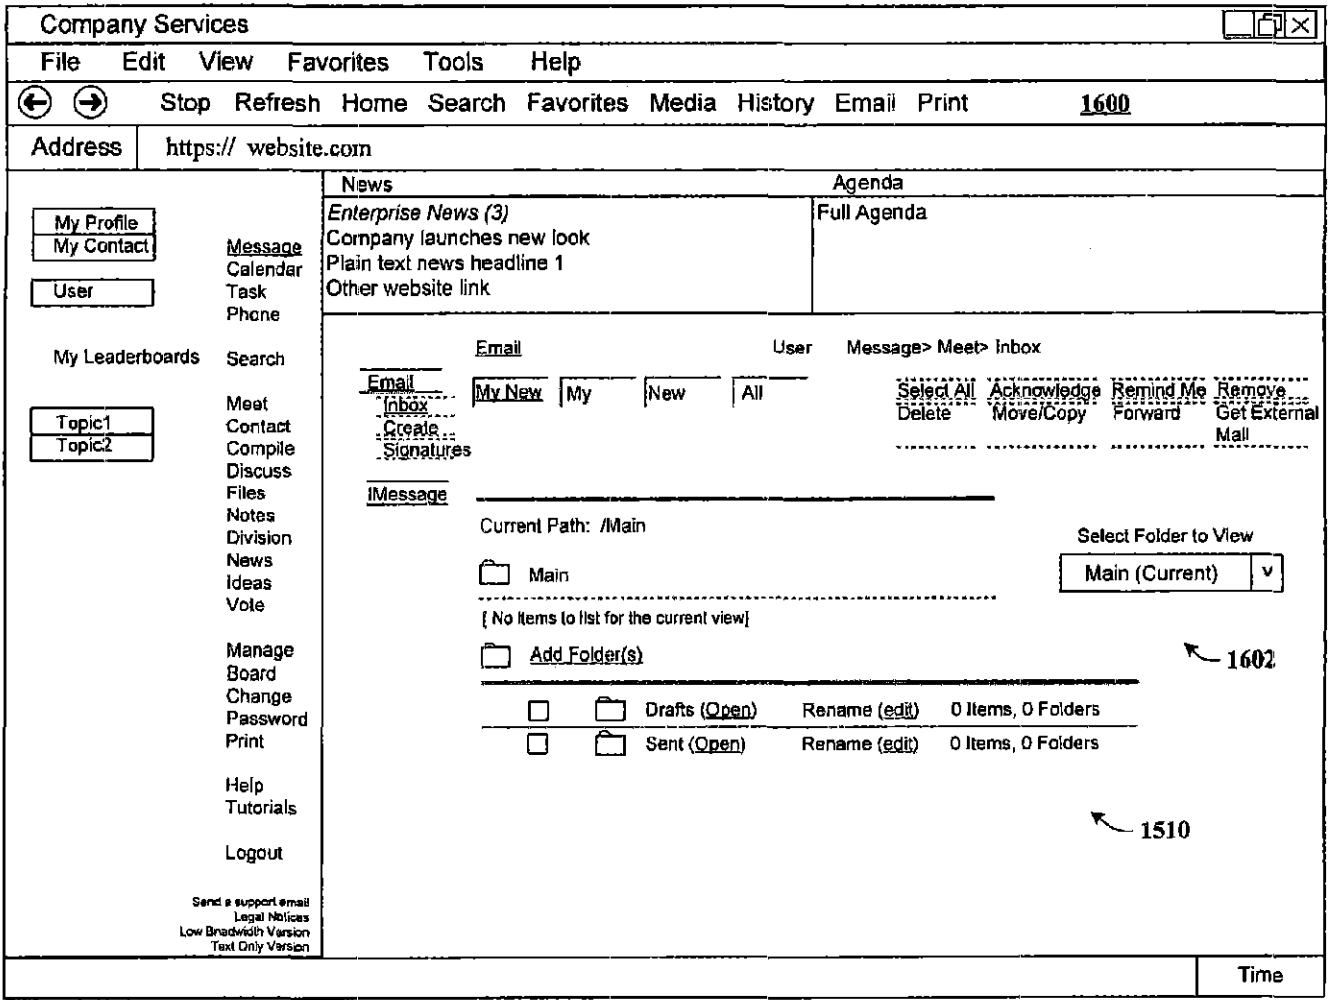 Company Services
File Edit View Favorites Tools Help
Stop Refresh Home Search Favorites Media History Email Print 1600
Address https:// website.com
News Agenda
My Profile
My Contact
User
My Leaderboards
Topic1
Topic2
Message
Calendar
Task
Phone
Search
Meet
Contact
Compile
Discuss
Files
Notes
Division
News
Ideas
Vote
Manage
Board
Change
Password
Print
Help
Tutorials
Logout
Send a support email
Legal Notices
Low Bnadwidth Version
Text Only Version
Enterprise News (3)
Company launches new look
Plain text news headline 1
Other website link
Full Agenda
Email User Message> Meet> Inbox
Email
Inbox
Create
Signatures
IMessage
My New My New All
Select All Acknowledge Remind Me Remove
Delete Move/Copy Forward Get External
Mail
Current Path: /Main
Select Folder to View
Main (Current) v
Main
[ No items to list for the current view]
Add Folder(s)
1602
Drafts (Open) Rename (edit) 0 Items, 0 Folders
Sent (Open) Rename (edit) 0 Items, 0 Folders
1510
Time